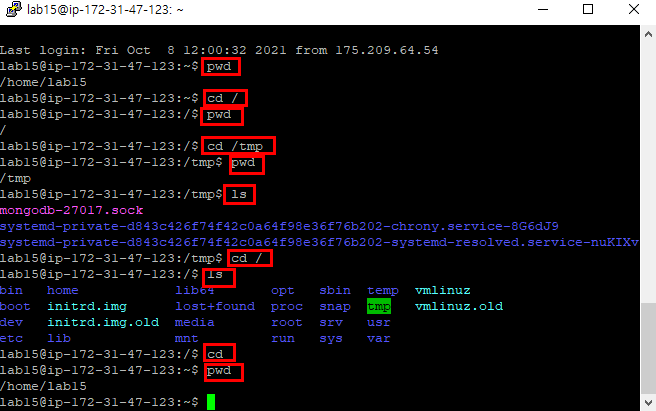 lab15@ip-172-31-47-123: ~
Last login: Fri Oct  8 12:00:32 2021 from 175.209.64.54
lab15@ip-172-31-47-123:~$ pwd
/home/lab15
lab15@ip-172-31-47-123:~$ cd /
lab15@ip-172-31-47-123:/$ pwd
/
lab15@ip-172-31-47-123:/$ cd /tmp
lab15@ip-172-31-47-123:/tmp$ pwd
/tmp
lab15@ip-172-31-47-123:/tmp$ ls
mongodb-27017.sock
systemd-private-d843c426f74f42c0a64f98e36f76b202-chrony.service-8G6dJ9
systemd-private-d843c426f74f42c0a64f98e36f76b202-systemd-resolved.service-nuKIXv
lab15@ip-172-31-47-123:/tmp$ cd /
lab15@ip-172-31-47-123:/$ ls
bin   home            lib64       opt   sbin  temp  vmlinuz
boot  initrd.img      lost+found  proc  snap  tmp   vmlinuz.old
dev   initrd.img.old  media       root  srv   usr
etc   lib             mnt         run   sys   var
lab15@ip-172-31-47-123:/$ cd
lab15@ip-172-31-47-123:~$ pwd
/home/lab15
lab15@ip-172-31-47-123:~$